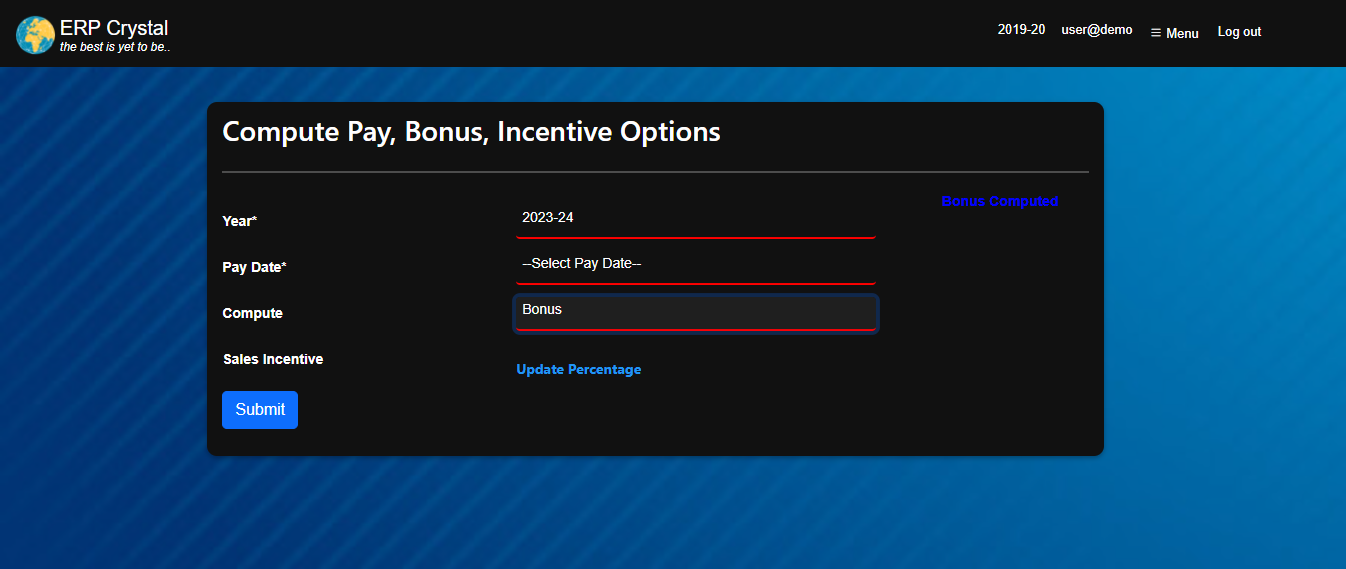 ERP Crystal
the best is yet to be..
2019-20 user@demo ☰ Menu Log out
Compute Pay, Bonus, Incentive Options
Bonus Computed
Year* 2023-24
Pay Date* --Select Pay Date--
Compute Bonus
Sales Incentive Update Percentage
Submit